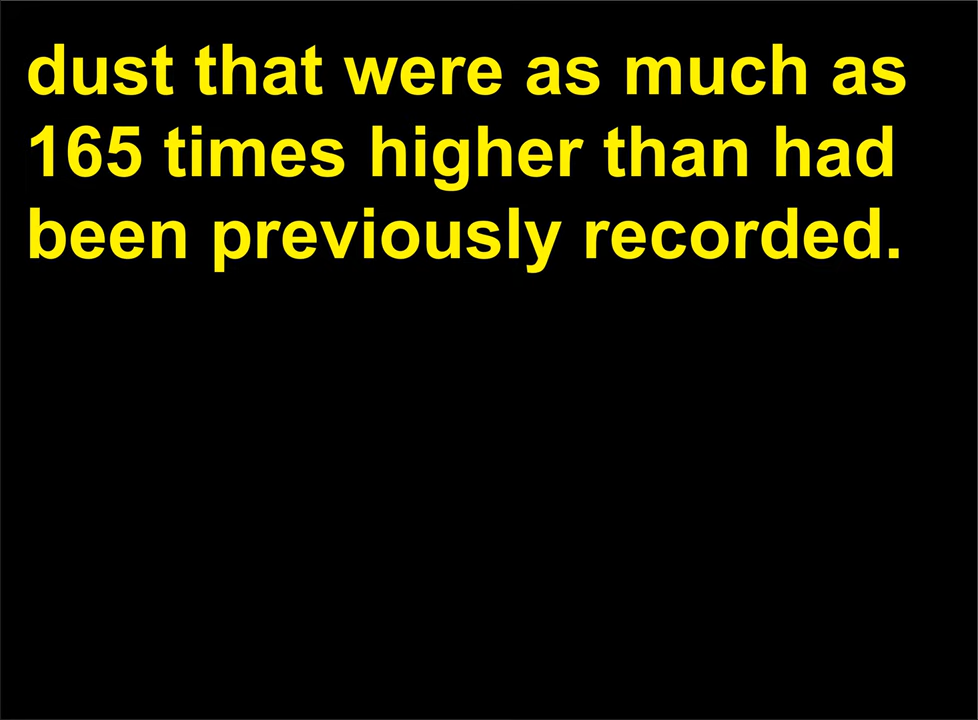 dust that were as much as
165 times higher than had
been previously recorded.